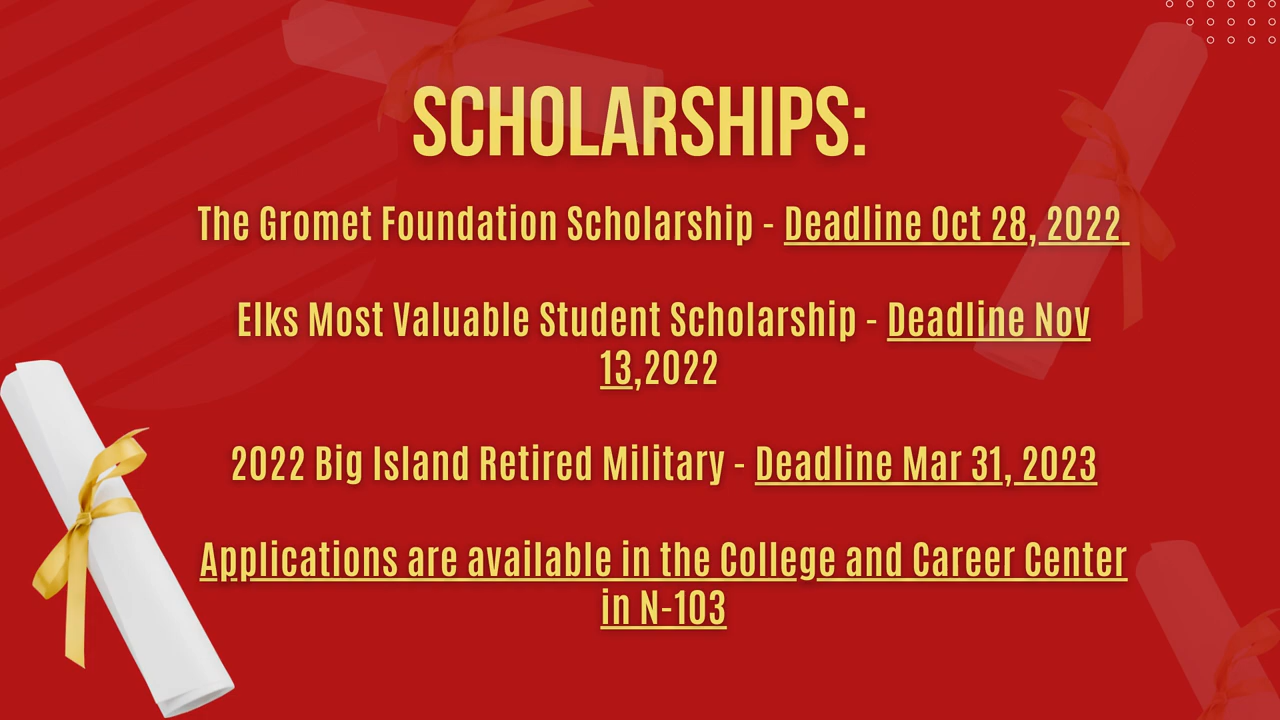 SCHOLARSHIPS:
The Gromet Foundation Scholarship - Deadline Oct 28, 2022
Elks Most Valuable Student Scholarship - Deadline Nov
13,2022
2022 Big Island Retired Military - Deadline Mar 31, 2023
Applications are available in the College and Career Center
in N-103